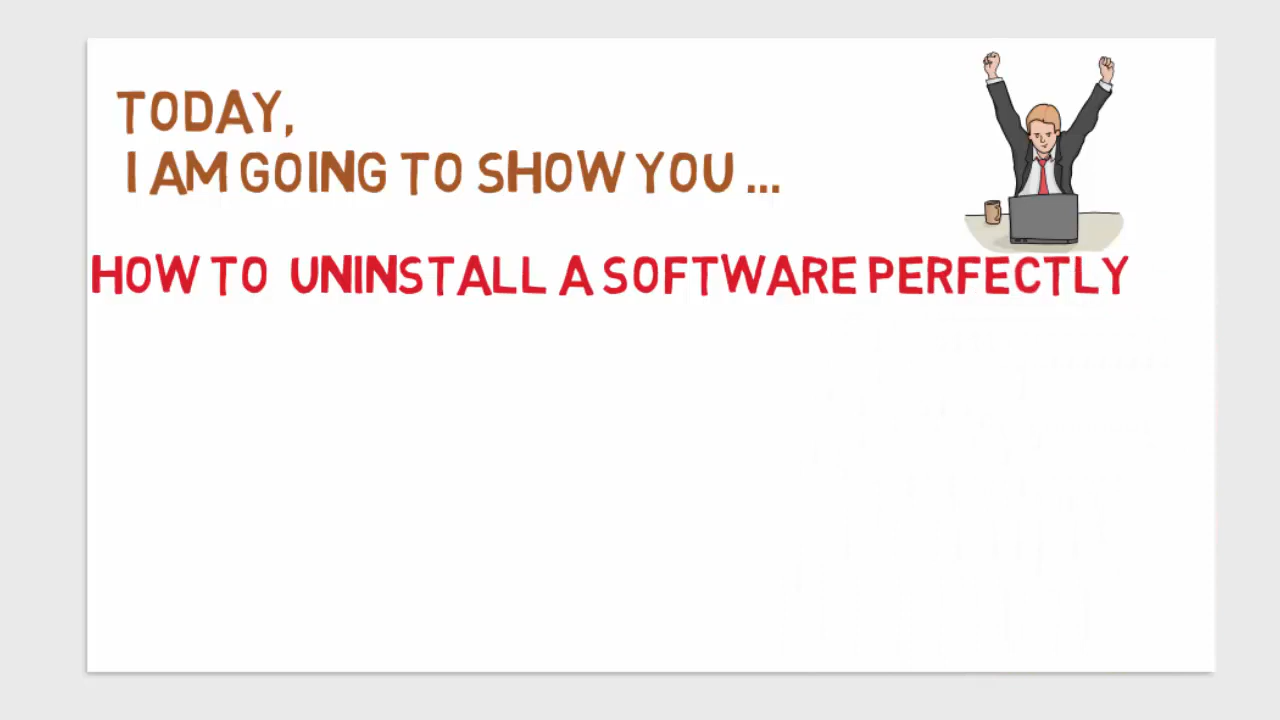 TODAY,
I AM GOING TO SHOW YOU ...
HOW TO UNINSTALL A SOFTWARE PERFECTLY